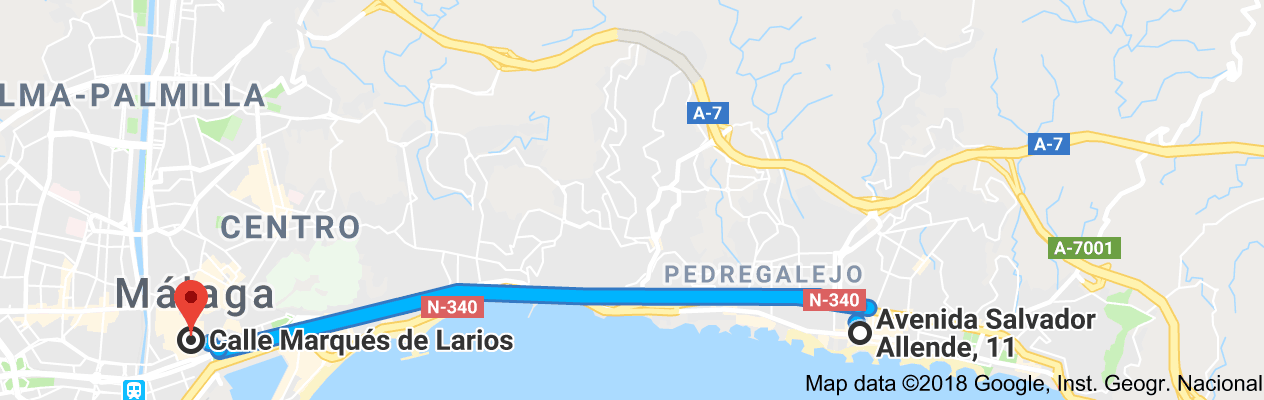 A-7
LMA-PALMILLA
A-7
CENTRO
A-7001
PEDREGALEJO
Málaga
N-340
N-340
Calle Marqués de Larios
Avenida Salvador
Allende, 11
Map data ©2018 Google, Inst. Geogr. Nacional